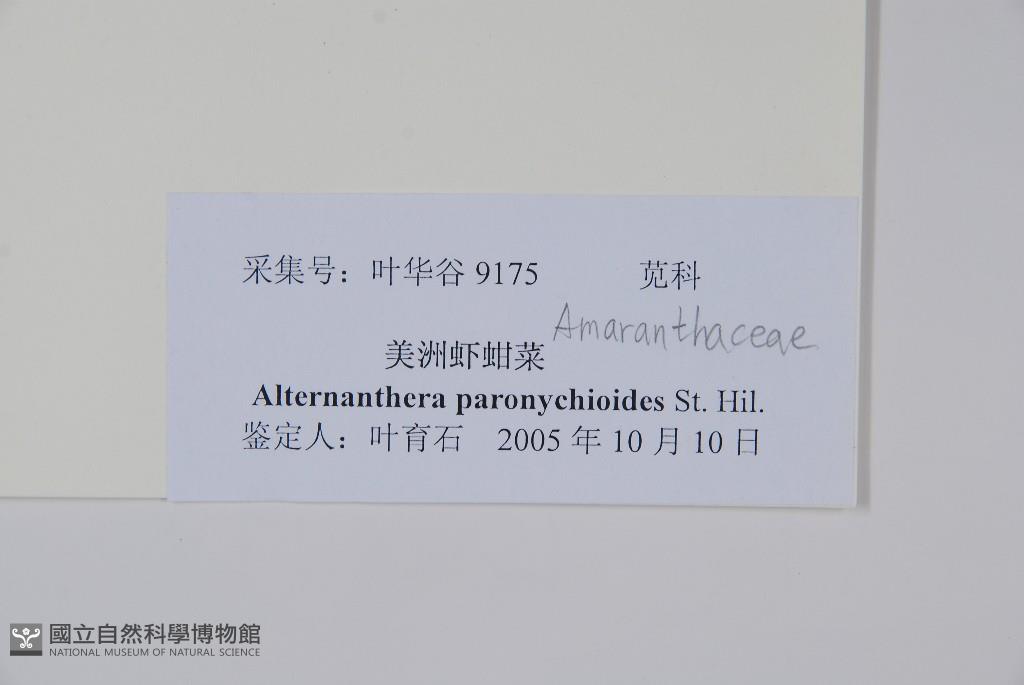 采集号：叶华谷 9175 苋科
Amaranthaceae
美洲虾蚶菜
Alternanthera paronychioides St. Hil.
鉴定人：叶育石 2005 年 10 月 10 日
國立自然科學博物館
NATIONAL MUSEUM OF NATURAL SCIENCE